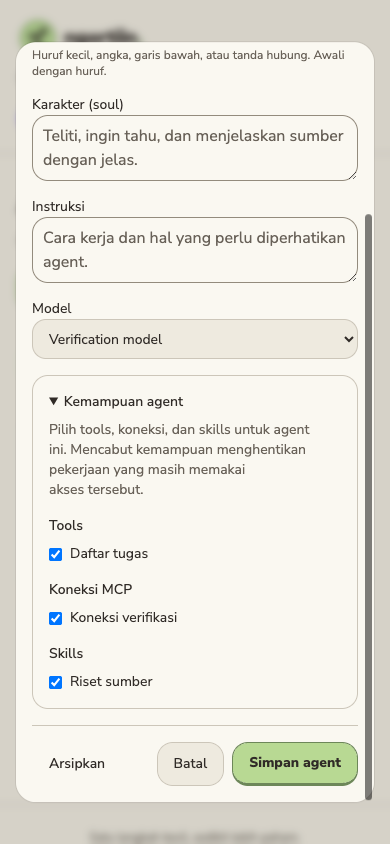 Huruf kecil, angka, garis bawah, atau tanda hubung. Awali
dengan huruf.
Karakter (soul)
Teliti, ingin tahu, dan menjelaskan sumber
dengan jelas.
Instruksi
Cara kerja dan hal yang perlu diperhatikan
agent.
Model
Verification model
Kemampuan agent
Pilih tools, koneksi, dan skills untuk agent
ini. Mencabut kemampuan menghentikan
pekerjaan yang masih memakai
akses tersebut.
Tools
Daftar tugas
Koneksi MCP
Koneksi verifikasi
Skills
Riset sumber
Arsipkan
Batal
Simpan agent